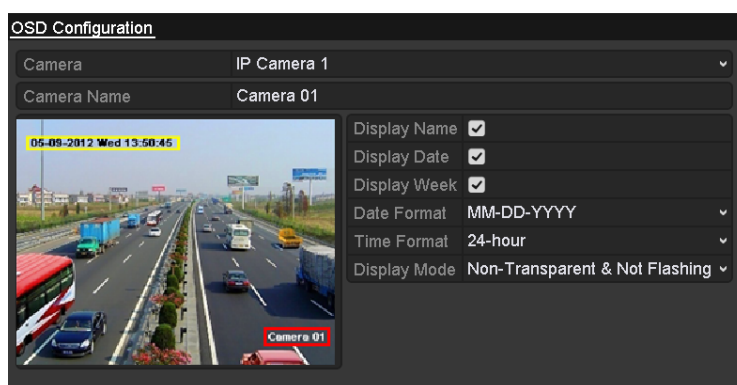 OSD Configuration
Camera IP Camera 1
Camera Name Camera 01
05-09-2012 Wed 13:50:45
Camera 01
Display Name
Display Date
Display Week
Date Format MM-DD-YYYY
Time Format 24-hour
Display Mode Non-Transparent & Not Flashing